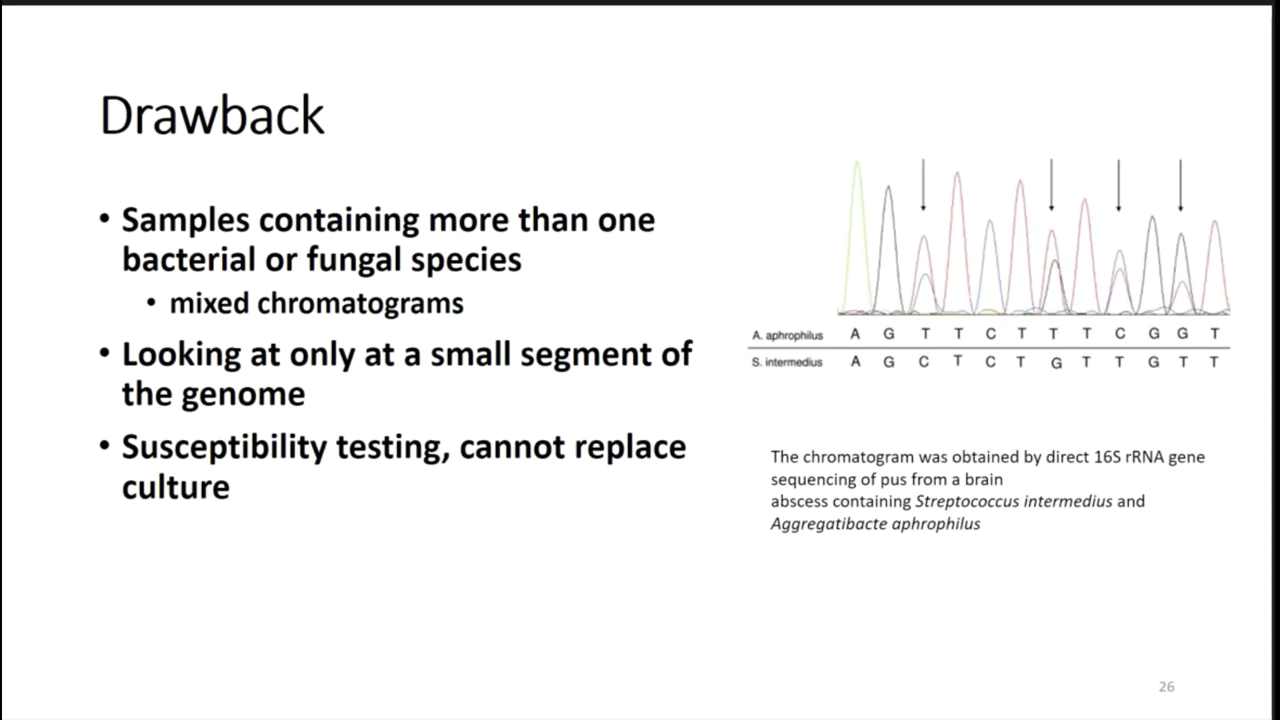 Drawback
• Samples containing more than one
bacterial or fungal species
• mixed chromatograms
• Looking at only at a small segment of
the genome
• Susceptibility testing, cannot replace
culture
A. aphrophilus A G T T C T T T C G G T
S. intermedius A G C T C T G T T G T T
The chromatogram was obtained by direct 16S rRNA gene
sequencing of pus from a brain
abscess containing Streptococcus intermedius and
Aggregatibacte aphrophilus
26